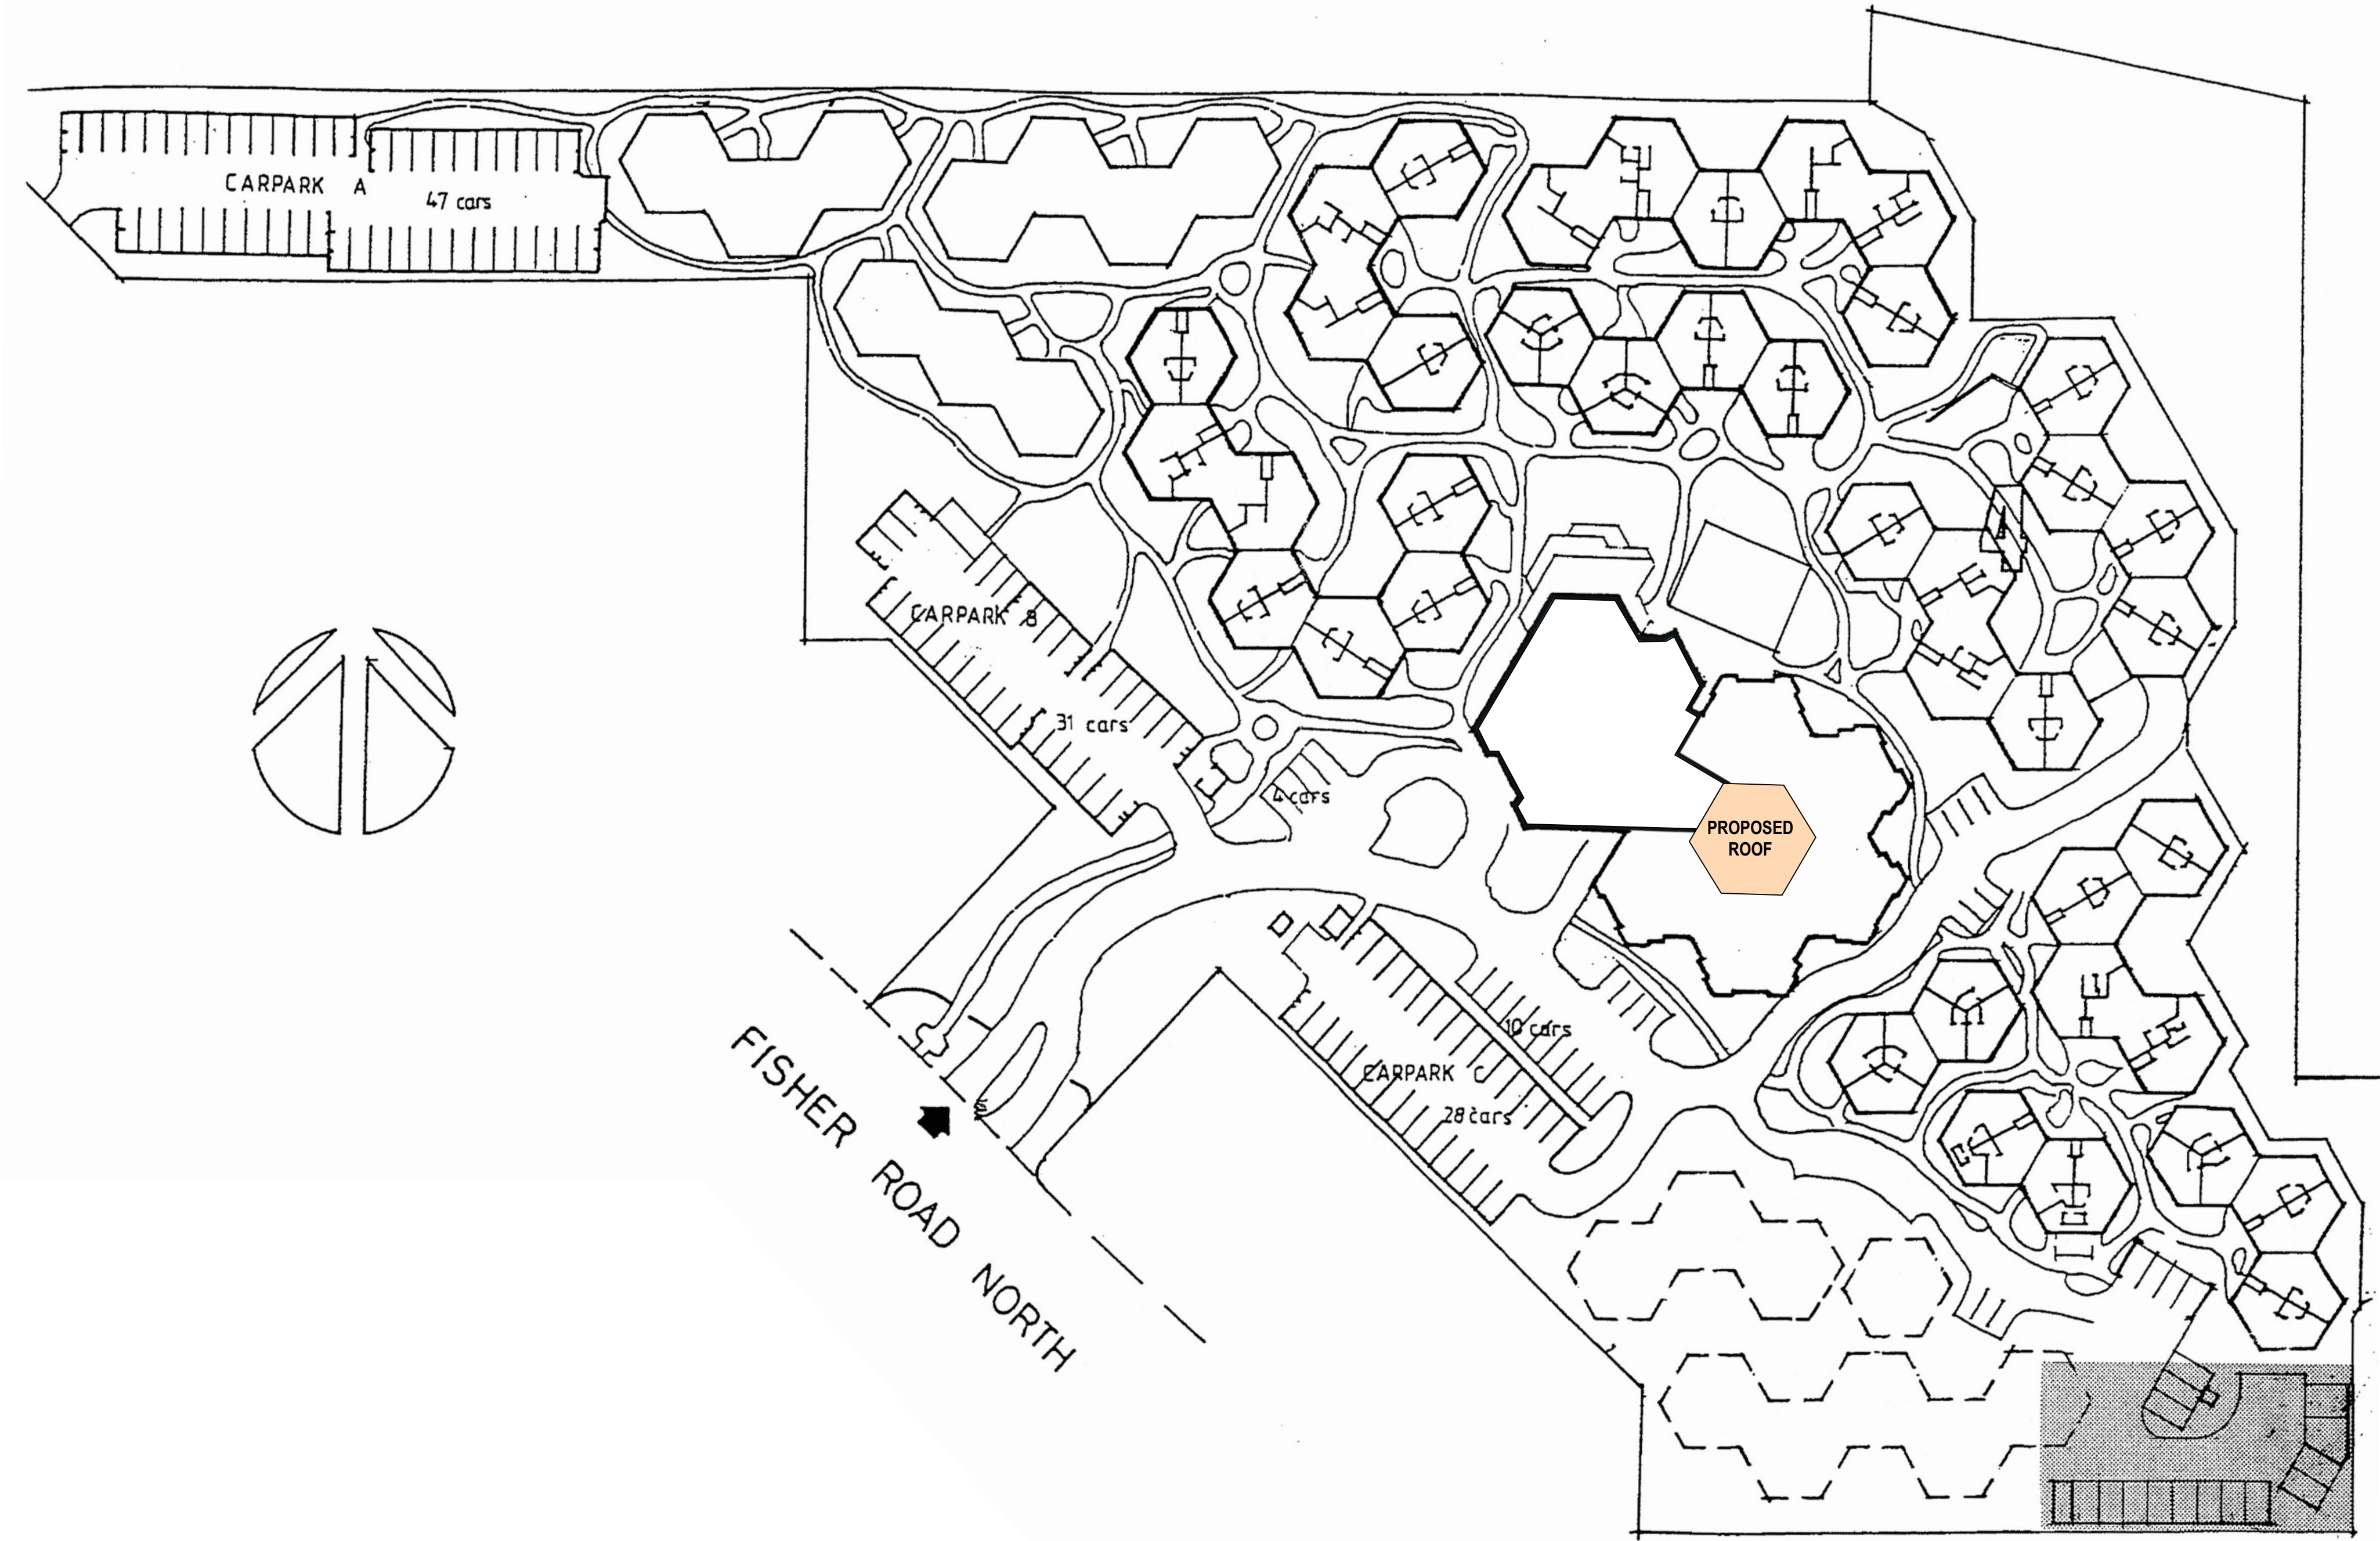 CARPARK A
47 cars
CARPARK B
31 cars
4 cars
PROPOSED
ROOF
10 cars
CARPARK C
28 cars
FISHER ROAD NORTH